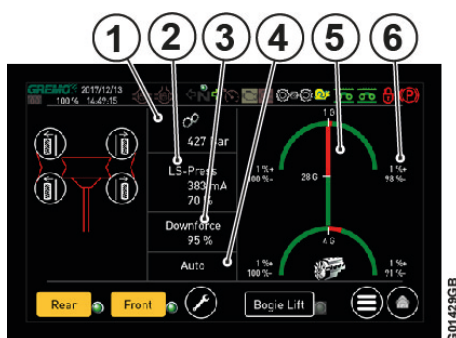 1 2 3 4 5 6
GREMO 2017/12/13
100% 14:49:15
N
(P)
427 bar
1 G
LS-Press
383 mA
70 %
28 G
1 %+
100 %-
1 %+
98 %-
Downforce
95 %
4 G
Auto
1 %+
100 %-
1 %+
91 %-
Rear Front Bogie Lift
G01429GB